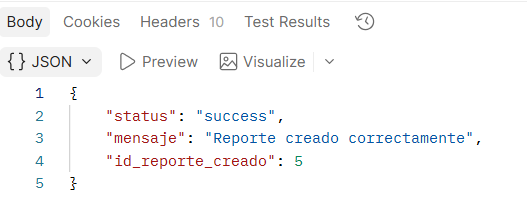 Body Cookies Headers 10 Test Results
{} JSON Preview Visualize
1 {
2 "status": "success",
3 "mensaje": "Reporte creado correctamente",
4 "id_reporte_creado": 5
5 }